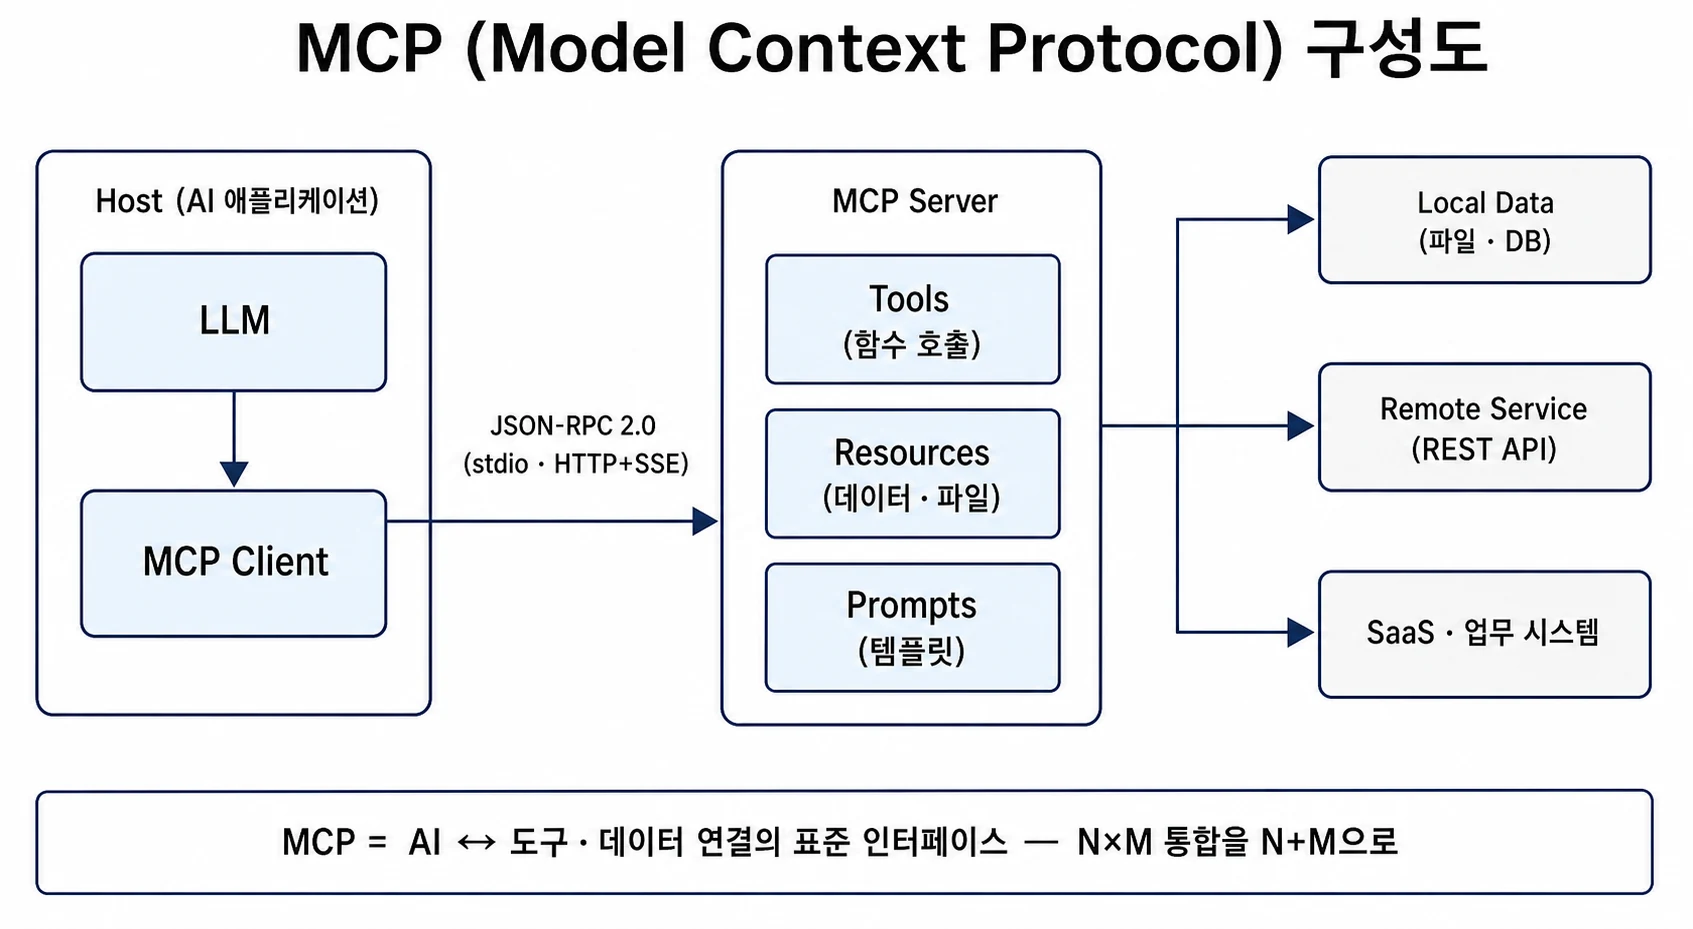 MCP (Model Context Protocol) 구성도
Host (AI 애플리케이션)
LLM
MCP Client
JSON-RPC 2.0
(stdio · HTTP+SSE)
MCP Server
Tools
(함수 호출)
Resources
(데이터 · 파일)
Prompts
(템플릿)
Local Data
(파일 · DB)
Remote Service
(REST API)
SaaS · 업무 시스템
MCP = AI ↔ 도구 · 데이터 연결의 표준 인터페이스 — N×M 통합을 N+M으로